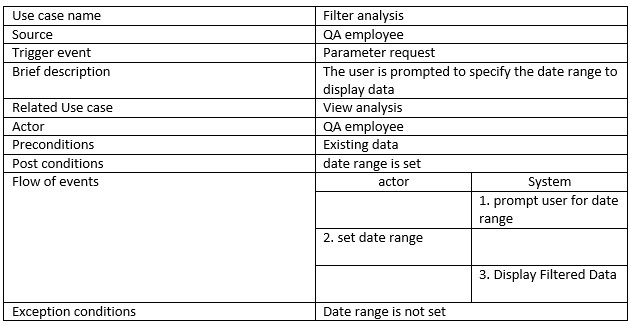 Use case name Filter analysis
Source QA employee
Trigger event Parameter request
Brief description The user is prompted to specify the date range to
display data
Related Use case View analysis
Actor QA employee
Preconditions Existing data
Post conditions date range is set
Flow of events actor System
1. prompt user for date
range
2. set date range
3. Display Filtered Data
Exception conditions Date range is not set